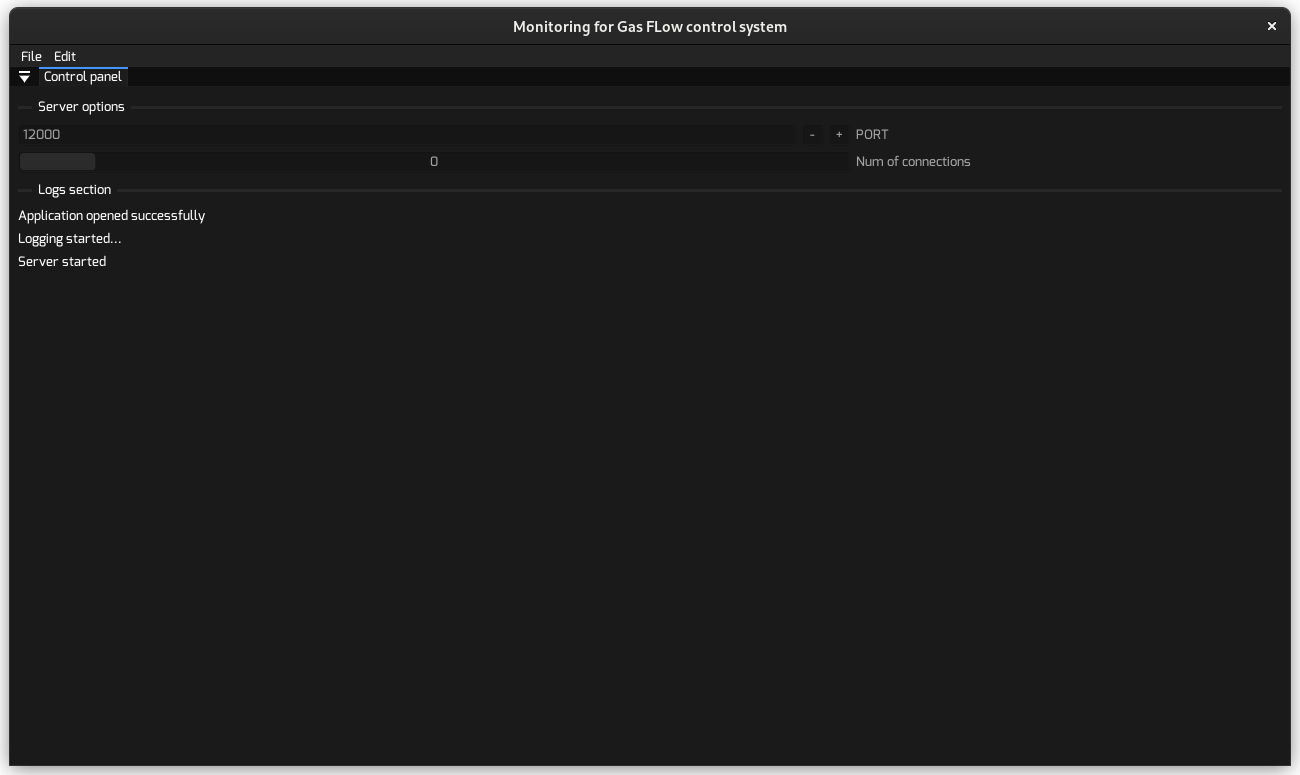 Monitoring for Gas FLow control system
File Edit
Control panel
Server options
12000 - + PORT
0 Num of connections
Logs section
Application opened successfully
Logging started...
Server started